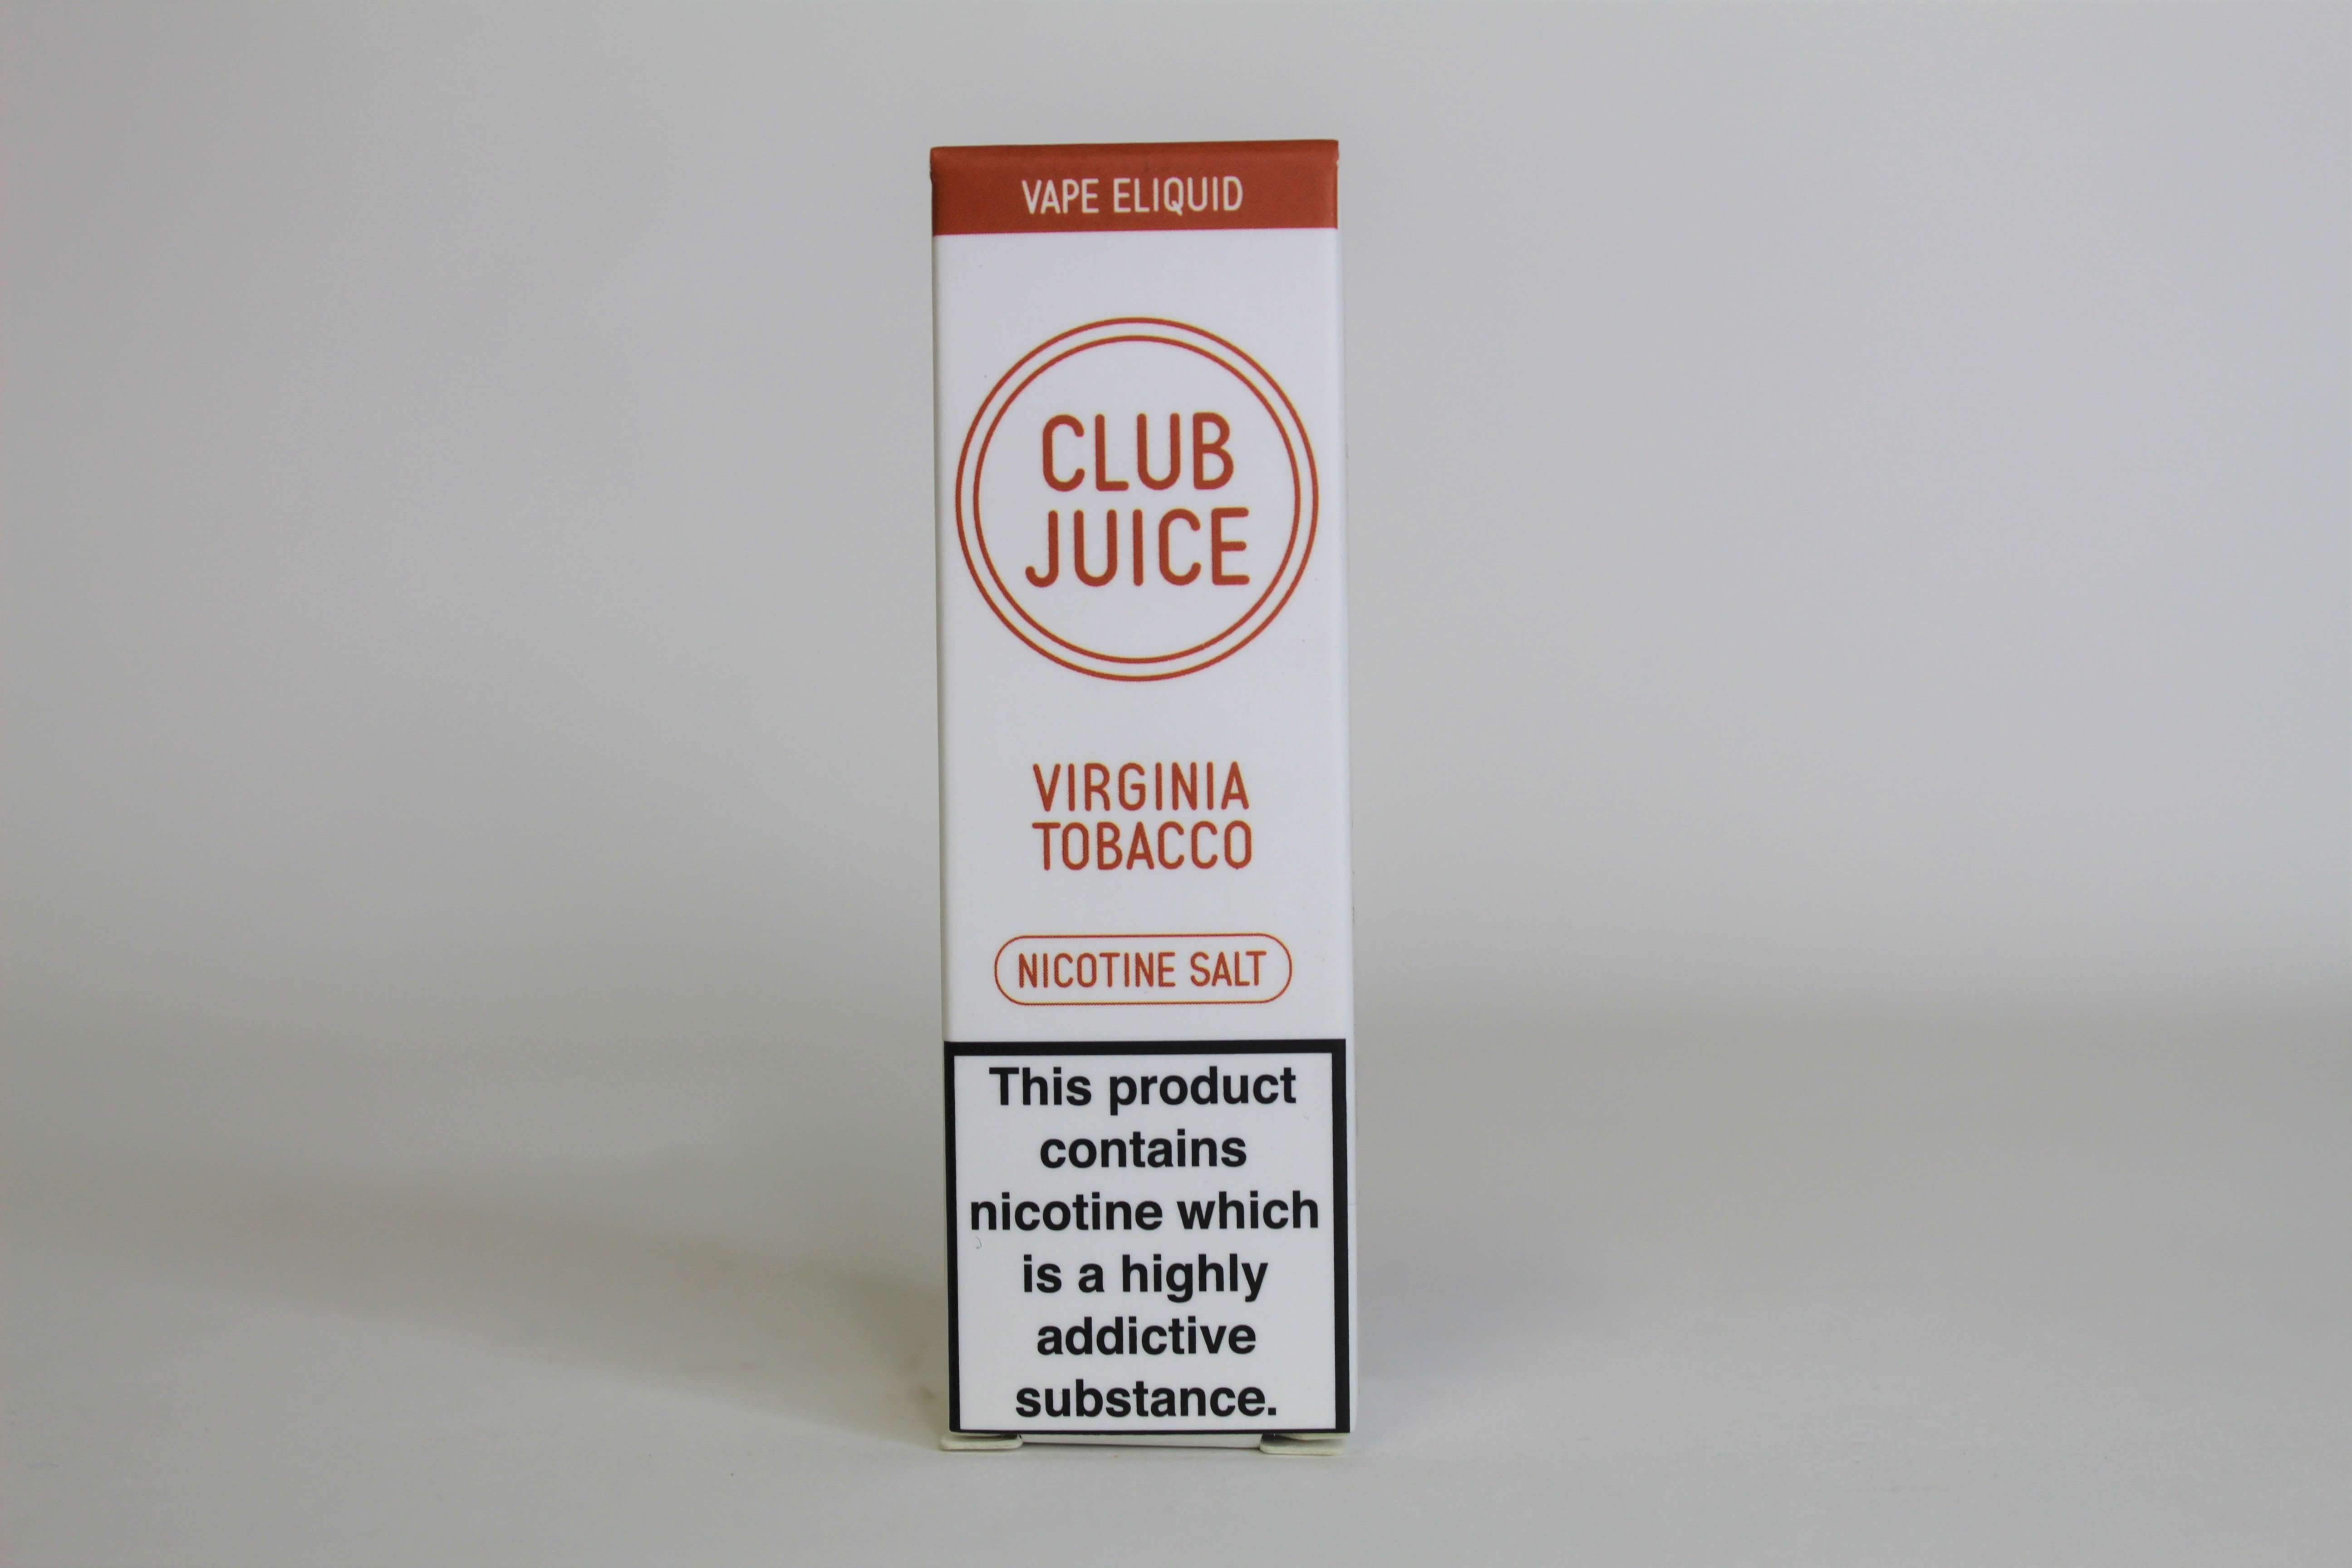 VAPE ELIQUID
CLUB
JUICE
VIRGINIA
TOBACCO
NICOTINE SALT
This product
contains
nicotine which
is a highly
addictive
substance.